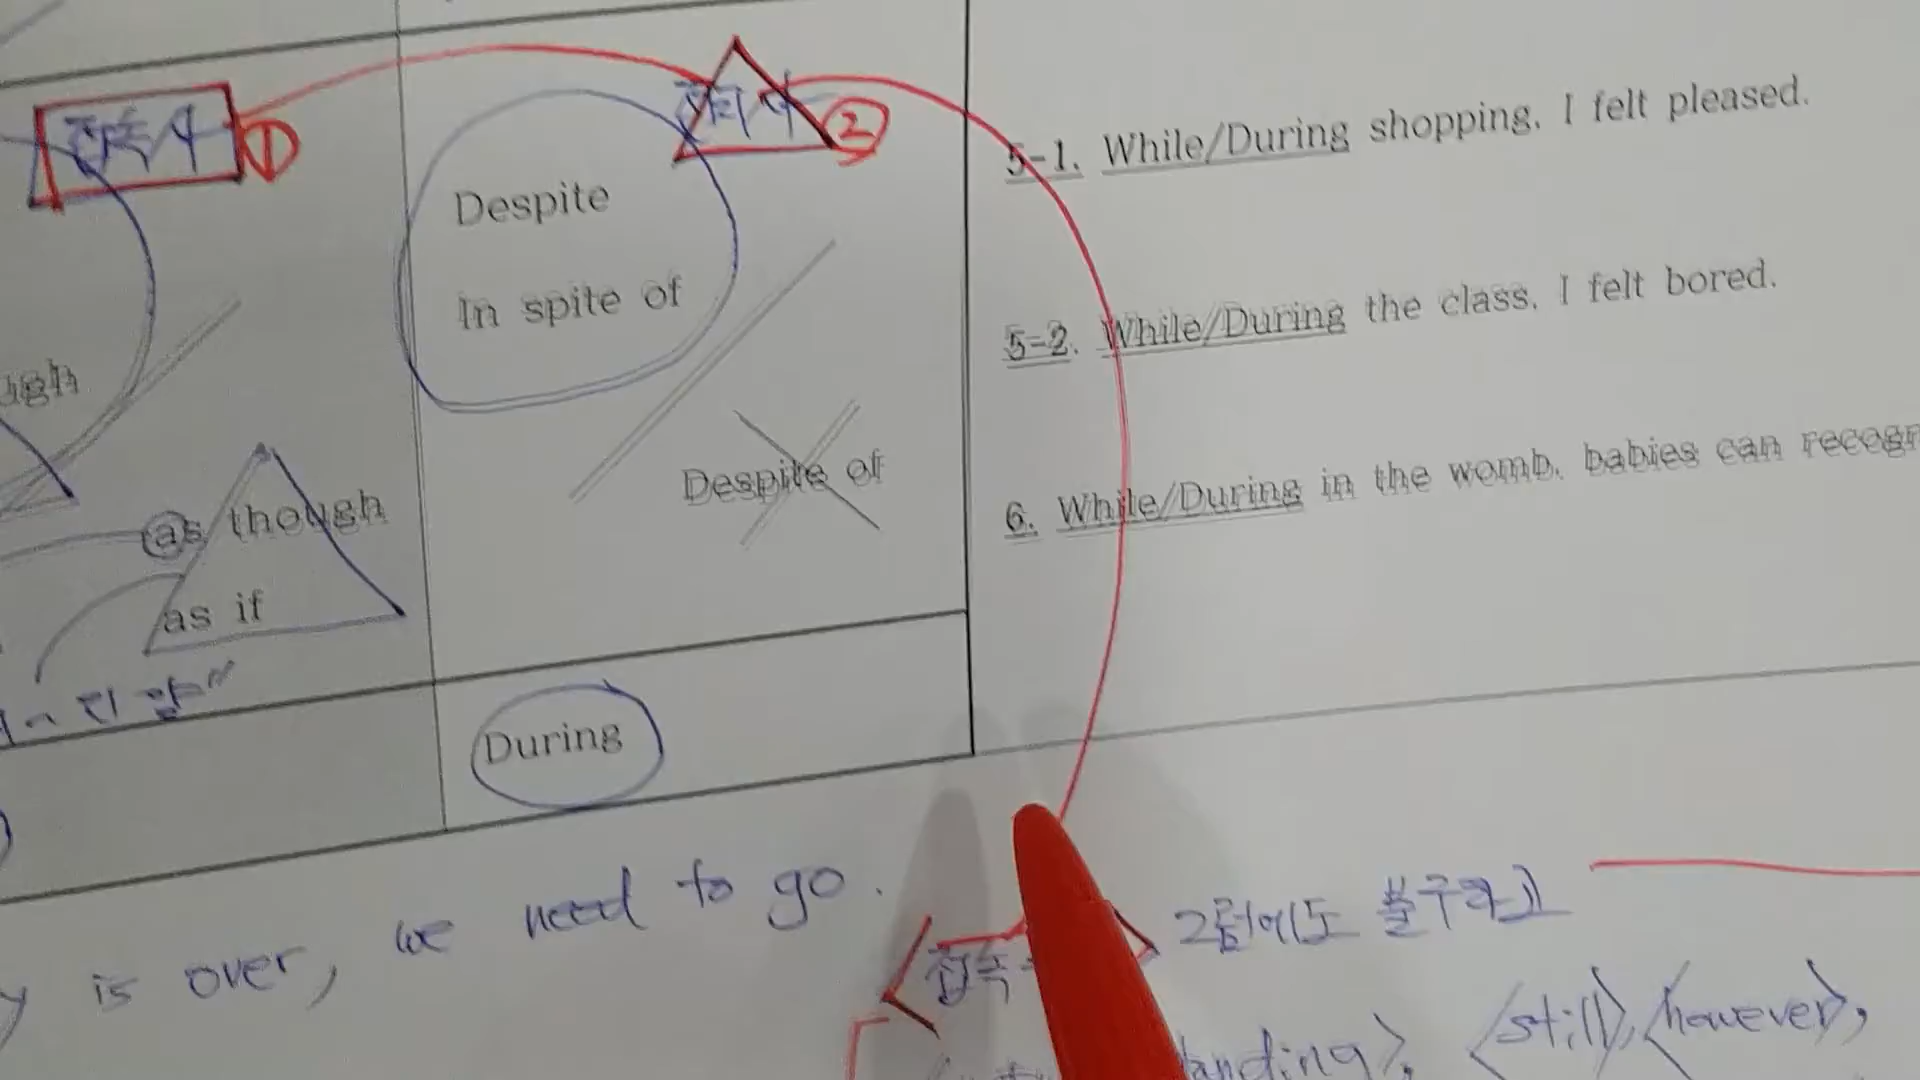 접속사 ①
전치사 ②
Despite
In spite of
Despite of
as though
as if
During
5-1. While/During shopping, I felt pleased.
5-2. While/During the class, I felt bored.
6. While/During in the womb, babies can
is over, we need to go.
접속
그럼에도 불구하고
<still>, <however>,